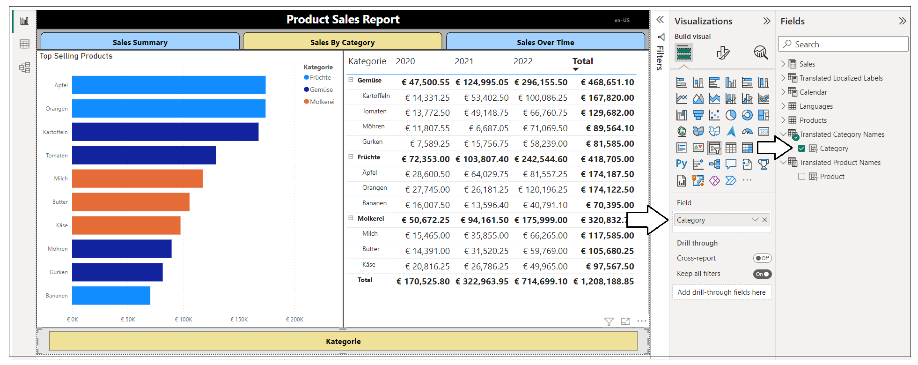 Product Sales Report
en-US
Sales Summary
Sales By Category
Sales Over Time
Top Selling Products
Kategorie
Früchte
Gemüse
Molkerei
Äpfel
Orangen
Kartoffeln
Tomaten
Milch
Butter
Käse
Möhren
Gurken
Bananen
€ 0K € 50K € 100K € 150K € 200K
Kategorie 2020 2021 2022 Total
Gemüse € 47,500.55 € 124,995.05 € 296,155.50 € 468,651.10
Kartoffeln € 14,331.25 € 53,402.50 € 100,086.25 € 167,820.00
Tomaten € 13,772.50 € 49,148.75 € 66,760.75 € 129,682.00
Möhren € 11,807.55 € 6,687.05 € 71,069.50 € 89,564.10
Gurken € 7,589.25 € 15,756.75 € 58,239.00 € 81,585.00
Früchte € 72,353.00 € 103,807.40 € 242,544.60 € 418,705.00
Äpfel € 28,600.50 € 64,029.75 € 81,557.25 € 174,187.50
Orangen € 27,745.00 € 26,181.25 € 120,196.25 € 174,122.50
Bananen € 16,007.50 € 13,596.40 € 40,791.10 € 70,395.00
Molkerei € 50,672.25 € 94,161.50 € 175,999.00 € 320,832.
Milch € 15,465.00 € 35,855.00 € 66,265.00 € 117,585.00
Butter € 14,391.00 € 31,520.25 € 59,769.00 € 105,680.25
Käse € 20,816.25 € 26,786.25 € 49,965.00 € 97,567.50
Total € 170,525.80 € 322,963.95 € 714,699.10 € 1,208,188.85
Kategorie
Filters
Visualizations
Build visual
Py
Field
Category
Drill through
Cross-report Off
Keep all filters On
Add drill-through fields here
Fields
Search
Sales
Translated Localized Labels
Calendar
Languages
Products
Translated Category Names
Category
Translated Product Names
Product